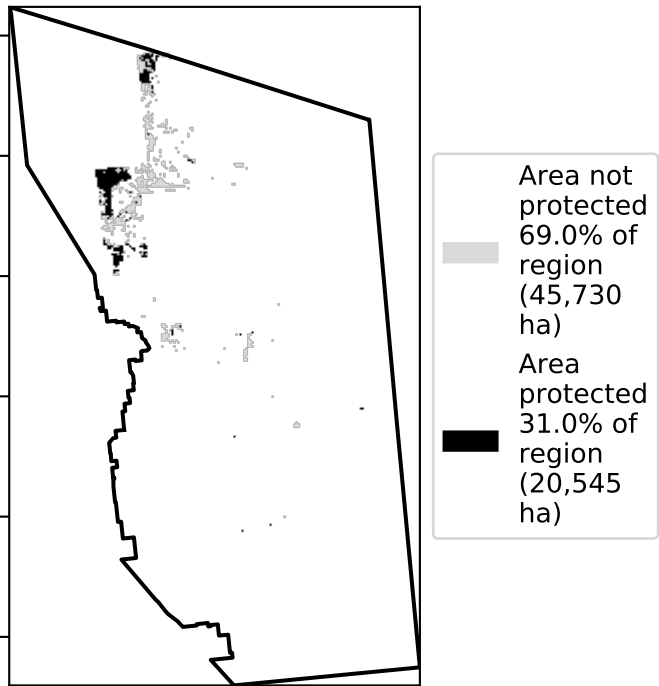 Area not
protected
69.0% of
region
(45,730
ha)
Area
protected
31.0% of
region
(20,545
ha)